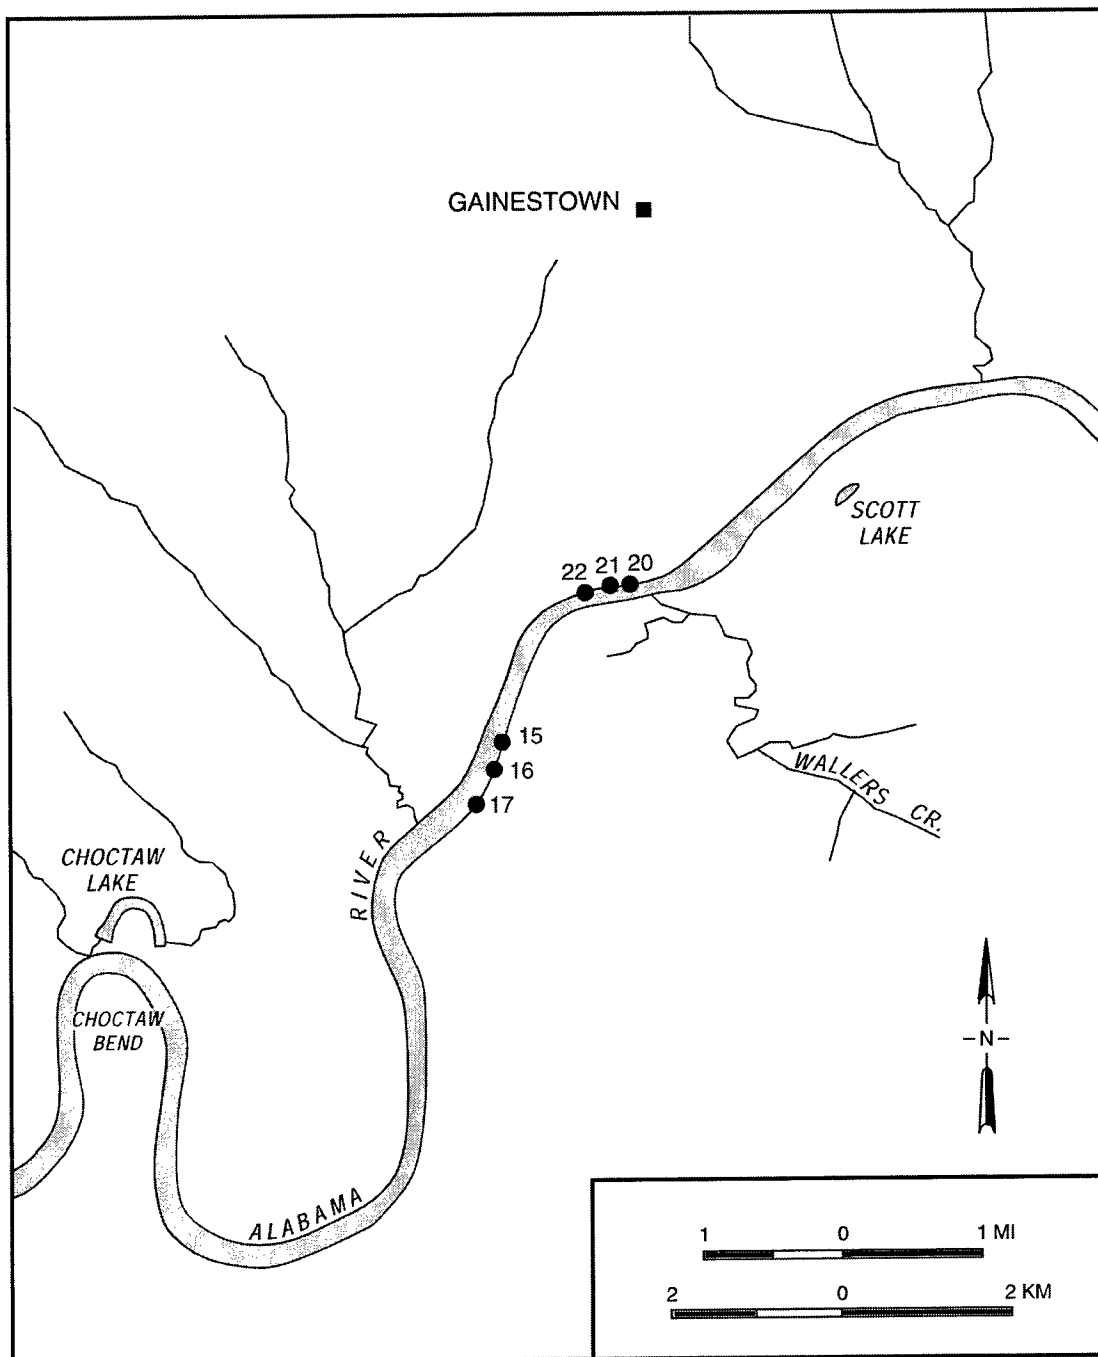 GAINESTOWN
SCOTT
LAKE
22 21 20
15
16
17
WALLERS CR.
RIVER
CHOCTAW
LAKE
CHOCTAW
BEND
-N-
ALABAMA
1 0 1 MI
2 0 2 KM